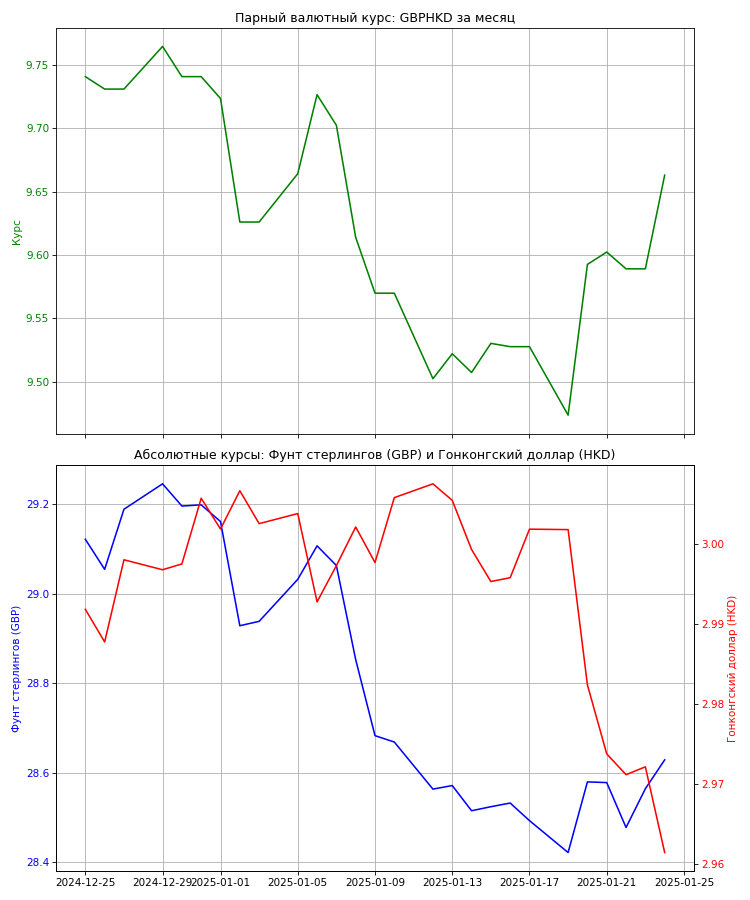 Парный валютный курс: GBPHKD за месяц
9.75
9.70
9.65
9.60
9.55
9.50
Курс
Абсолютные курсы: Фунт стерлингов (GBP) и Гонконгский доллар (HKD)
29.2
29.0
28.8
28.6
28.4
Фунт стерлингов (GBP)
3.00
2.99
2.98
2.97
2.96
Гонконгский доллар (HKD)
2024-12-25 2024-12-29 2025-01-01 2025-01-05 2025-01-09 2025-01-13 2025-01-17 2025-01-21 2025-01-25